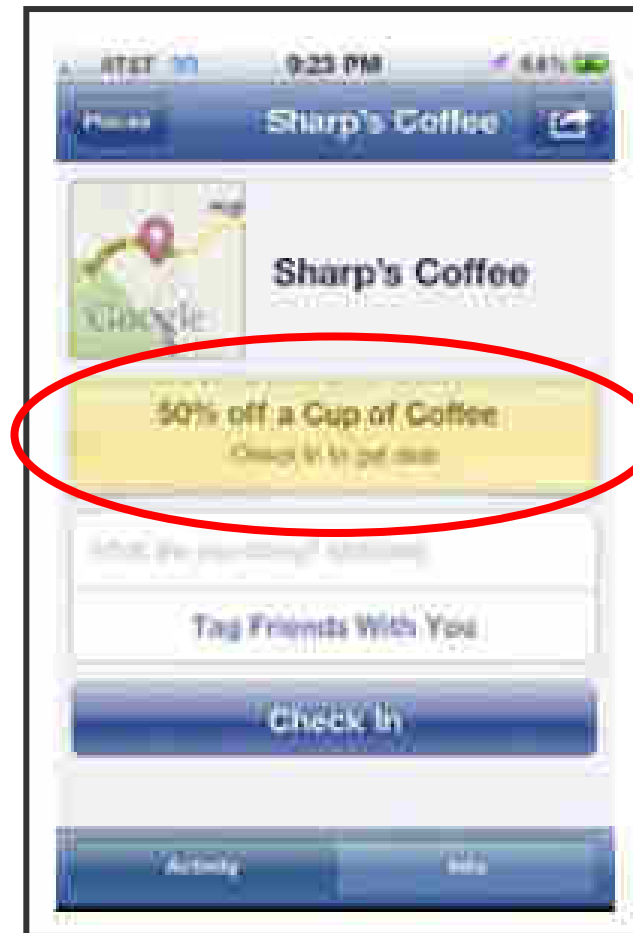 AT&T 9:23 PM
Places Sharp's Coffee
Google
Sharp's Coffee
50% off a Cup of Coffee
Check in to get deal
Tag Friends With You
Check In
Activity Info